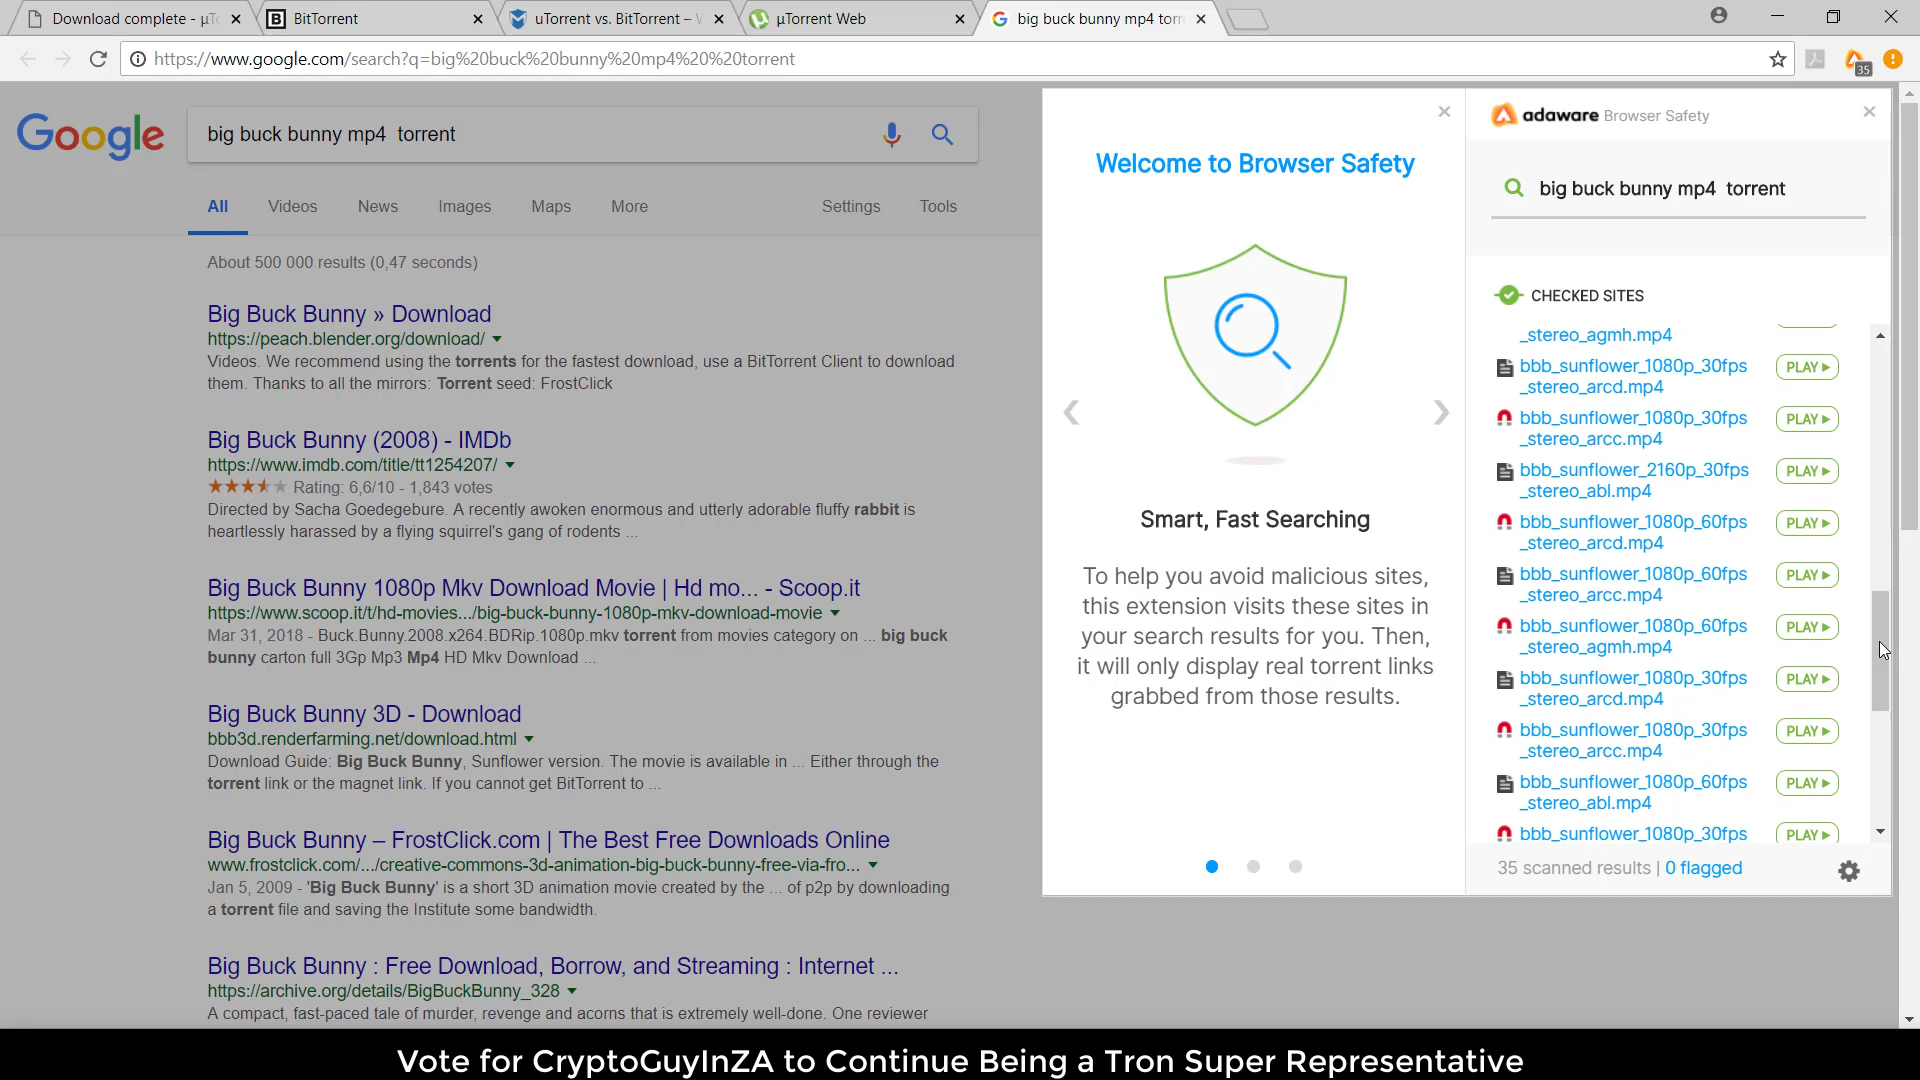 Download complete - µTo
BitTorrent
uTorrent vs. BitTorrent – W
µTorrent Web
big buck bunny mp4 torre
https://www.google.com/search?q=big%20buck%20bunny%20mp4%20%20torrent
35
Google
big buck bunny mp4  torrent
All
Videos
News
Images
Maps
More
Settings
Tools
About 500 000 results (0,47 seconds)
Big Buck Bunny » Download
https://peach.blender.org/download/
Videos. We recommend using the torrents for the fastest download, use a BitTorrent Client to download
them. Thanks to all the mirrors: Torrent seed: FrostClick
Big Buck Bunny (2008) - IMDb
https://www.imdb.com/title/tt1254207/
Rating: 6,6/10 - 1,843 votes
Directed by Sacha Goedegebure. A recently awoken enormous and utterly adorable fluffy rabbit is
heartlessly harassed by a flying squirrel's gang of rodents ...
Big Buck Bunny 1080p Mkv Download Movie | Hd mo... - Scoop.it
https://www.scoop.it/t/hd-movies.../big-buck-bunny-1080p-mkv-download-movie
Mar 31, 2018 - Buck.Bunny.2008.x264.BDRip.1080p.mkv torrent from movies category on ... big buck
bunny carton full 3Gp Mp3 Mp4 HD Mkv Download ...
Big Buck Bunny 3D - Download
bbb3d.renderfarming.net/download.html
Download Guide: Big Buck Bunny, Sunflower version. The movie is available in ... Either through the
torrent link or the magnet link. If you cannot get BitTorrent to ...
Big Buck Bunny – FrostClick.com | The Best Free Downloads Online
www.frostclick.com/.../creative-commons-3d-animation-big-buck-bunny-free-via-fro...
Jan 5, 2009 - 'Big Buck Bunny' is a short 3D animation movie created by the ... of p2p by downloading
a torrent file and saving the Institute some bandwidth.
Big Buck Bunny : Free Download, Borrow, and Streaming : Internet ...
https://archive.org/details/BigBuckBunny_328
A compact, fast-paced tale of murder, revenge and acorns that is extremely well-done. One reviewer
Welcome to Browser Safety
Smart, Fast Searching
To help you avoid malicious sites,
this extension visits these sites in
your search results for you. Then,
it will only display real torrent links
grabbed from those results.
adaware Browser Safety
big buck bunny mp4  torrent
CHECKED SITES
_stereo_agmh.mp4
bbb_sunflower_1080p_30fps PLAY
_stereo_arcd.mp4
bbb_sunflower_1080p_30fps PLAY
_stereo_arcc.mp4
bbb_sunflower_2160p_30fps PLAY
_stereo_abl.mp4
bbb_sunflower_1080p_60fps PLAY
_stereo_arcd.mp4
bbb_sunflower_1080p_60fps PLAY
_stereo_arcc.mp4
bbb_sunflower_1080p_60fps PLAY
_stereo_agmh.mp4
bbb_sunflower_1080p_30fps PLAY
_stereo_arcd.mp4
bbb_sunflower_1080p_30fps PLAY
_stereo_arcc.mp4
bbb_sunflower_1080p_60fps PLAY
_stereo_abl.mp4
bbb_sunflower_1080p_30fps PLAY
35 scanned results | 0 flagged
Vote for CryptoGuyInZA to Continue Being a Tron Super Representative